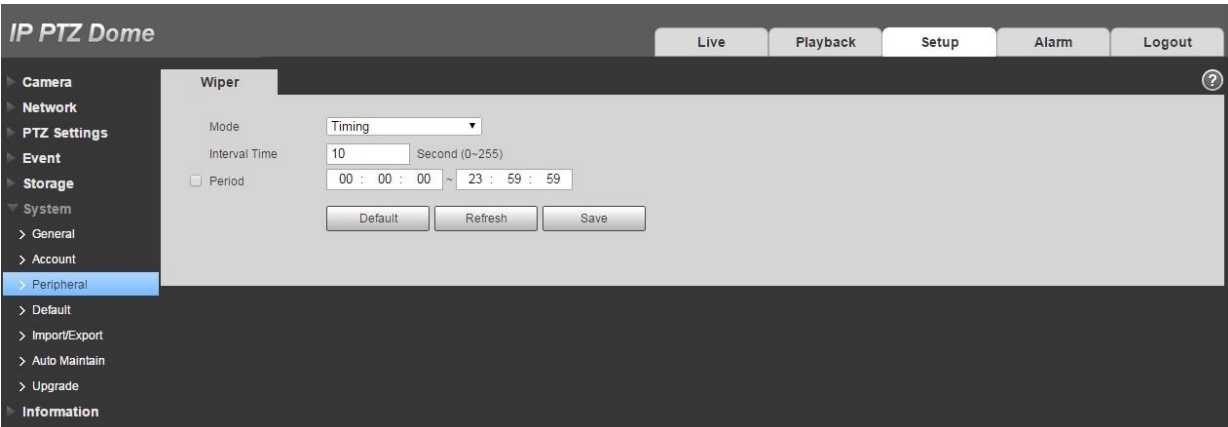 IP PTZ Dome
Live Playback Setup Alarm Logout
Camera
Network
PTZ Settings
Event
Storage
System
> General
> Account
> Peripheral
> Default
> Import/Export
> Auto Maintain
> Upgrade
Information
Wiper
?
Mode Timing
Interval Time 10 Second (0~255)
Period 00 : 00 : 00 ~ 23 : 59 : 59
Default Refresh Save